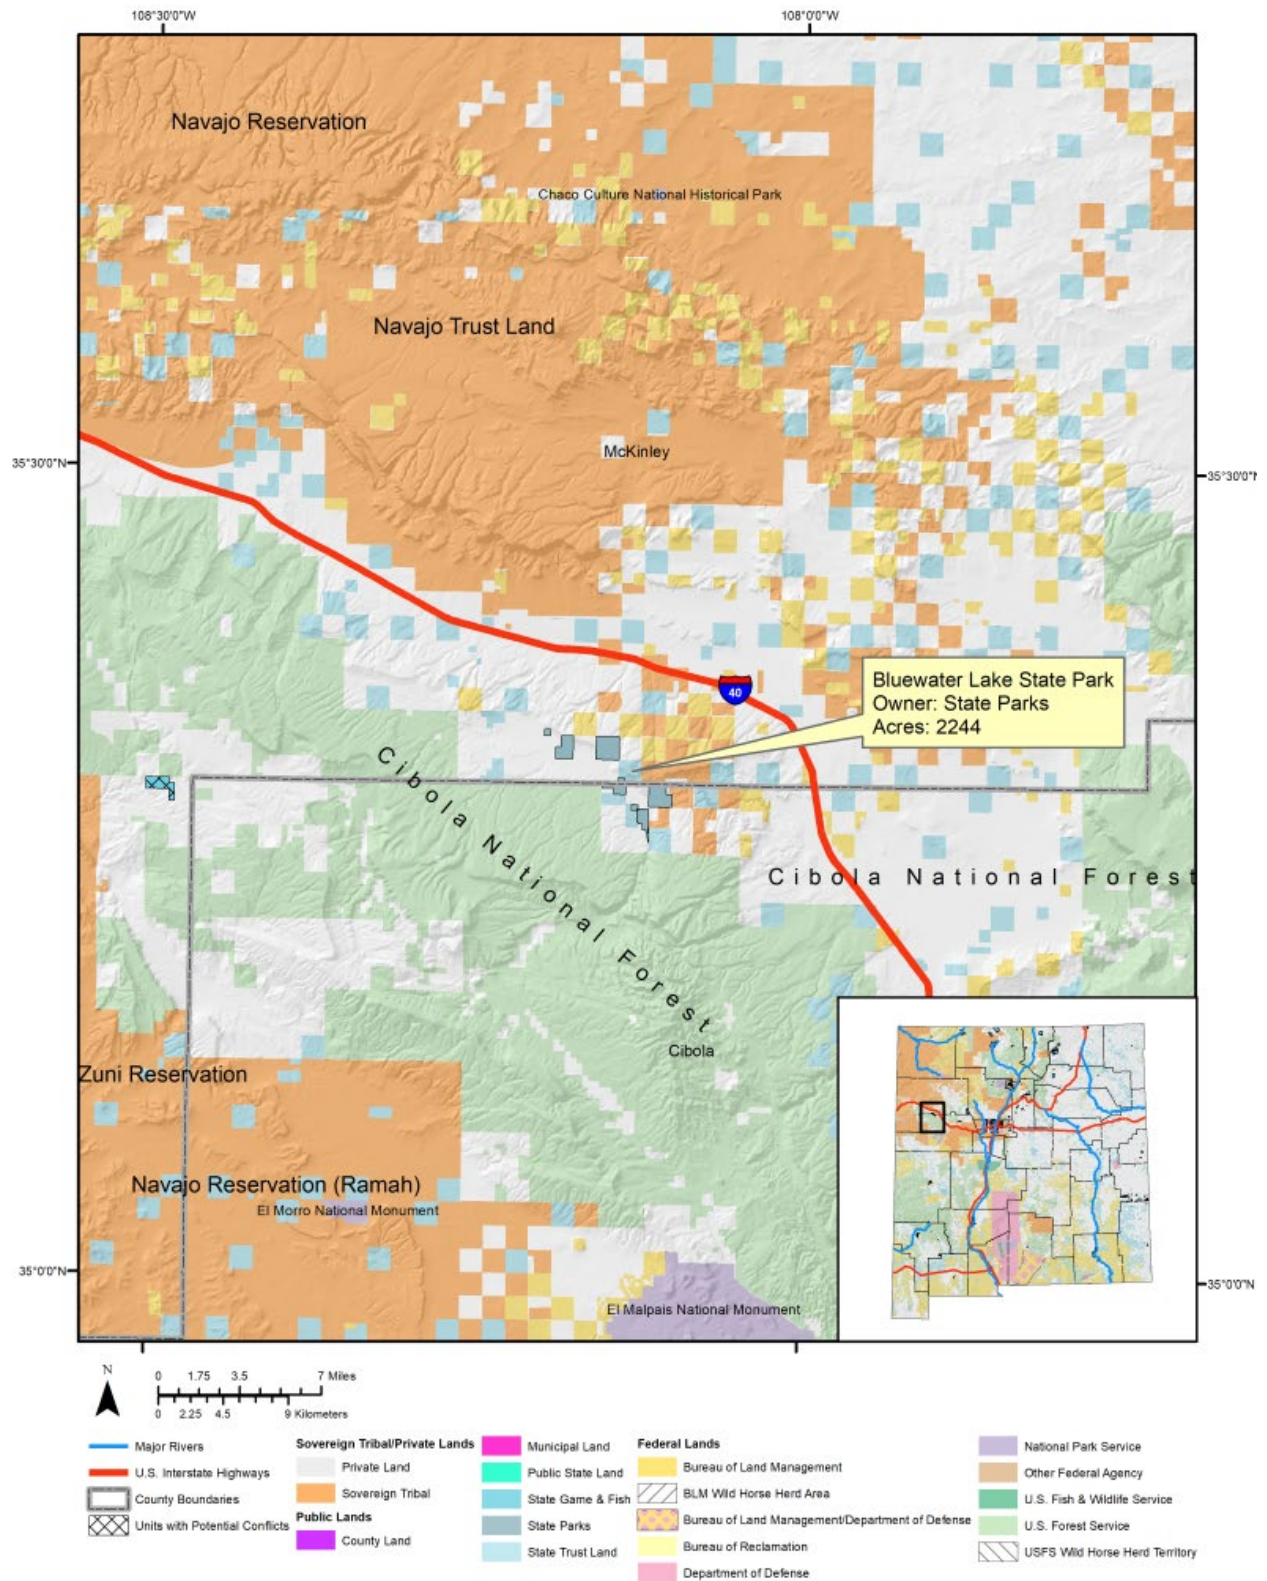 108°30'0"W 108°0'0"W
Navajo Reservation
Chaco Culture National Historical Park
Navajo Trust Land
McKinley
35°30'0"N
35°30'0"N
40
Bluewater Lake State Park
Owner: State Parks
Acres: 2244
Cibola National Forest
Cibola National Forest
Cibola
Zuni Reservation
Navajo Reservation (Ramah)
El Morro National Monument
35°0'0"N
35°0'0"N
El Malpais National Monument
N
0 1.75 3.5 7 Miles
0 2.25 4.5 9 Kilometers
Major Rivers
U.S. Interstate Highways
County Boundaries
Units with Potential Conflicts
Sovereign Tribal/Private Lands
Private Land
Sovereign Tribal
Public Lands
County Land
Municipal Land
Public State Land
State Game & Fish
State Parks
State Trust Land
Federal Lands
Bureau of Land Management
BLM Wild Horse Herd Area
Bureau of Land Management/Department of Defense
Bureau of Reclamation
Department of Defense
National Park Service
Other Federal Agency
U.S. Fish & Wildlife Service
U.S. Forest Service
USFS Wild Horse Herd Territory